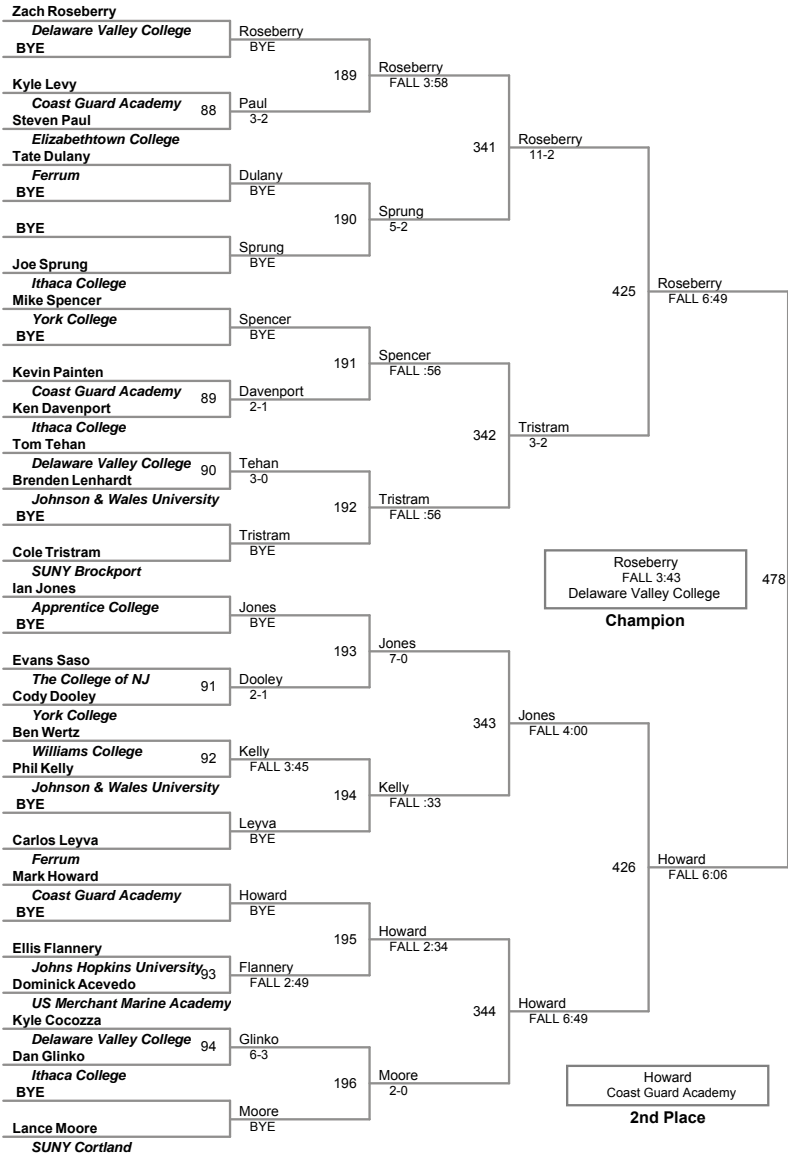 Zach Roseberry
Delaware Valley College
BYE
Kyle Levy
Coast Guard Academy
Steven Paul
Elizabethtown College
Tate Dulany
Ferrum
BYE
BYE
Joe Sprung
Ithaca College
Mike Spencer
York College
BYE
Kevin Painten
Coast Guard Academy
Ken Davenport
Ithaca College
Tom Tehan
Delaware Valley College
Brenden Lenhardt
Johnson & Wales University
BYE
Cole Tristram
SUNY Brockport
Ian Jones
Apprentice College
BYE
Evans Saso
The College of NJ
Cody Dooley
York College
Ben Wertz
Williams College
Phil Kelly
Johnson & Wales University
BYE
Carlos Leyva
Ferrum
Mark Howard
Coast Guard Academy
BYE
Ellis Flannery
Johns Hopkins University
Dominick Acevedo
US Merchant Marine Academy
Kyle Cocozza
Delaware Valley College
Dan Glinko
Ithaca College
BYE
Lance Moore
SUNY Cortland
88
89
90
91
92
93
94
Roseberry
BYE
Paul
3-2
Dulany
BYE
Sprung
BYE
Spencer
BYE
Davenport
2-1
Tehan
3-0
Tristram
BYE
Jones
BYE
Dooley
2-1
Kelly
FALL 3:45
Leyva
BYE
Howard
BYE
Flannery
FALL 2:49
Glinko
6-3
Moore
BYE
189
190
191
192
193
194
195
196
Roseberry
FALL 3:58
Sprung
5-2
Spencer
FALL :56
Tristram
FALL :56
Jones
7-0
Kelly
FALL :33
Howard
FALL 2:34
Moore
2-0
341
342
343
344
Roseberry
11-2
Tristram
3-2
Jones
FALL 4:00
Howard
FALL 6:49
425
426
Roseberry
FALL 6:49
Howard
FALL 6:06
478
Roseberry
FALL 3:43
Delaware Valley College
Champion
Howard
Coast Guard Academy
2nd Place